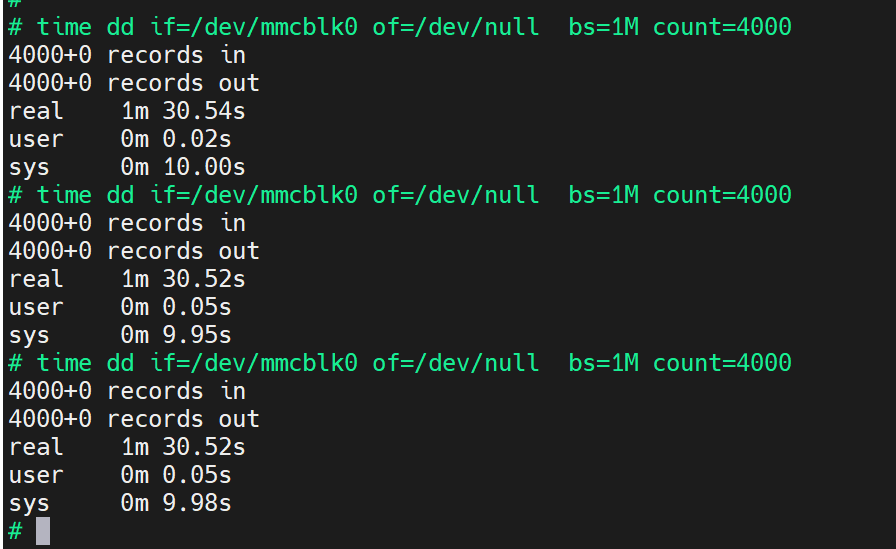 #
# time dd if=/dev/mmcblk0 of=/dev/null  bs=1M count=4000
4000+0 records in
4000+0 records out
real    1m 30.54s
user    0m 0.02s
sys     0m 10.00s
# time dd if=/dev/mmcblk0 of=/dev/null  bs=1M count=4000
4000+0 records in
4000+0 records out
real    1m 30.52s
user    0m 0.05s
sys     0m 9.95s
# time dd if=/dev/mmcblk0 of=/dev/null  bs=1M count=4000
4000+0 records in
4000+0 records out
real    1m 30.52s
user    0m 0.05s
sys     0m 9.98s
#